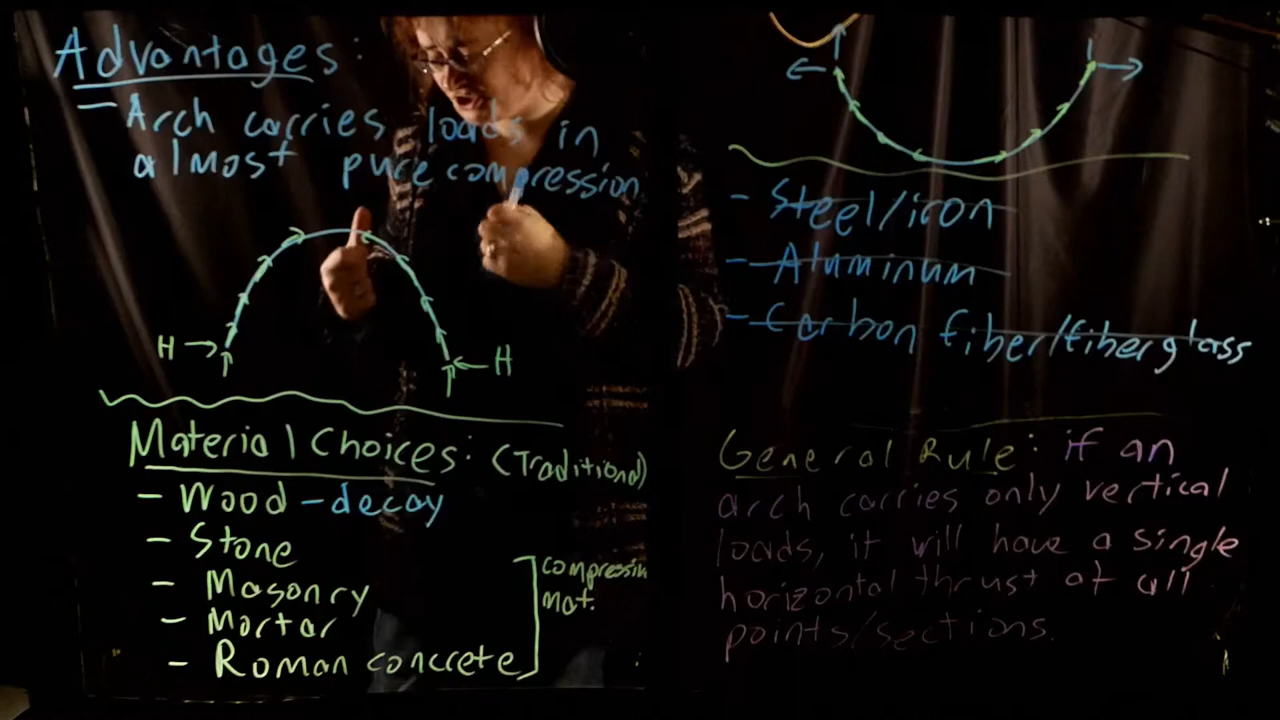 Advantages:
- Arch carries loads in
almost pure compression
H → ← H
Material Choices: (Traditional)
- Wood - decay
- Stone
- Masonry
- Mortar
- Roman concrete
compressin
mat.
- Steel/iron
- Aluminum
- Carbon fiber/fiberglass
General Rule: if an
arch carries only vertical
loads, it will have a single
horizontal thrust at all
points/sections.